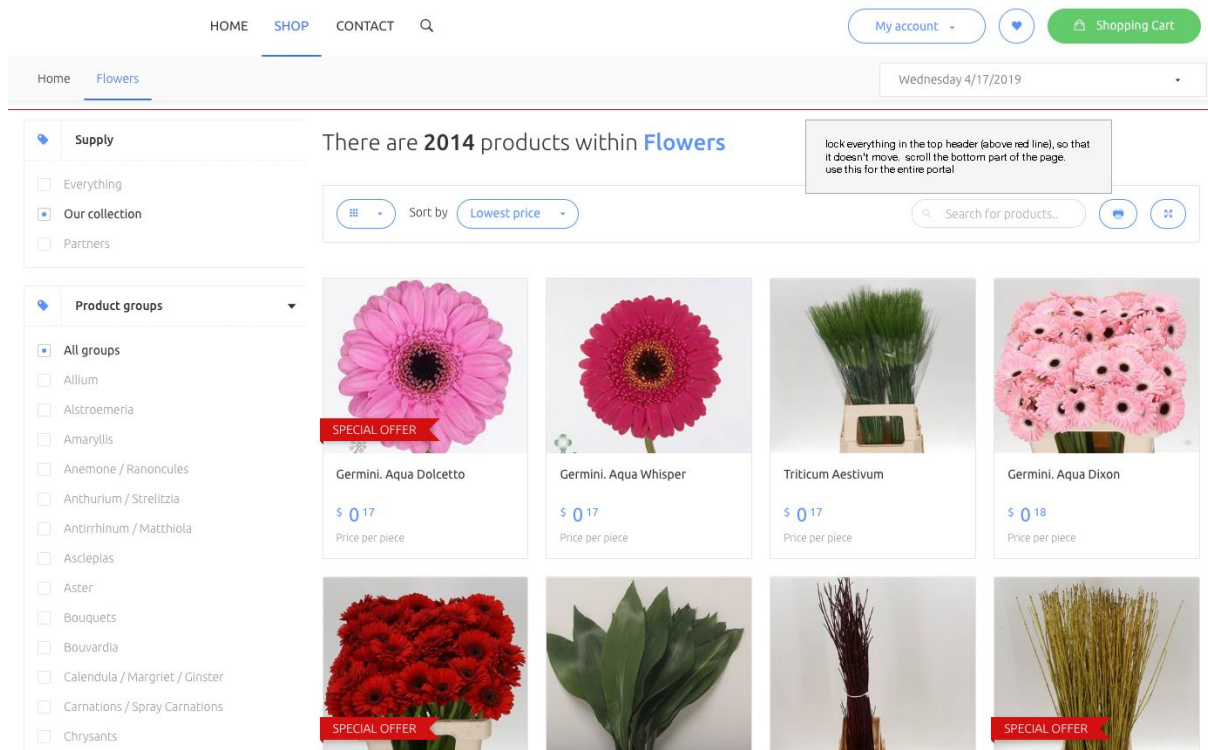 HOME SHOP CONTACT
My account
Shopping Cart
Home Flowers
Wednesday 4/17/2019
Supply
Everything
Our collection
Partners
Product groups
All groups
Allium
Alstroemeria
Amaryllis
Anemone / Ranoncules
Anthurium / Strelitzia
Antirrhinum / Matthiola
Asclepias
Aster
Bouquets
Bouvardia
Calendula / Margriet / Ginster
Carnations / Spray Carnations
Chrysants
There are 2014 products within Flowers
lock everything in the top header (above red line), so that
it doesn't move. scroll the bottom part of the page.
use this for the entire portal
Sort by Lowest price
Search for products..
SPECIAL OFFER
Germini. Aqua Dolcetto
$ 0 17
Price per piece
Germini. Aqua Whisper
$ 0 17
Price per piece
Triticum Aestivum
$ 0 17
Price per piece
Germini. Aqua Dixon
$ 0 18
Price per piece
SPECIAL OFFER
SPECIAL OFFER